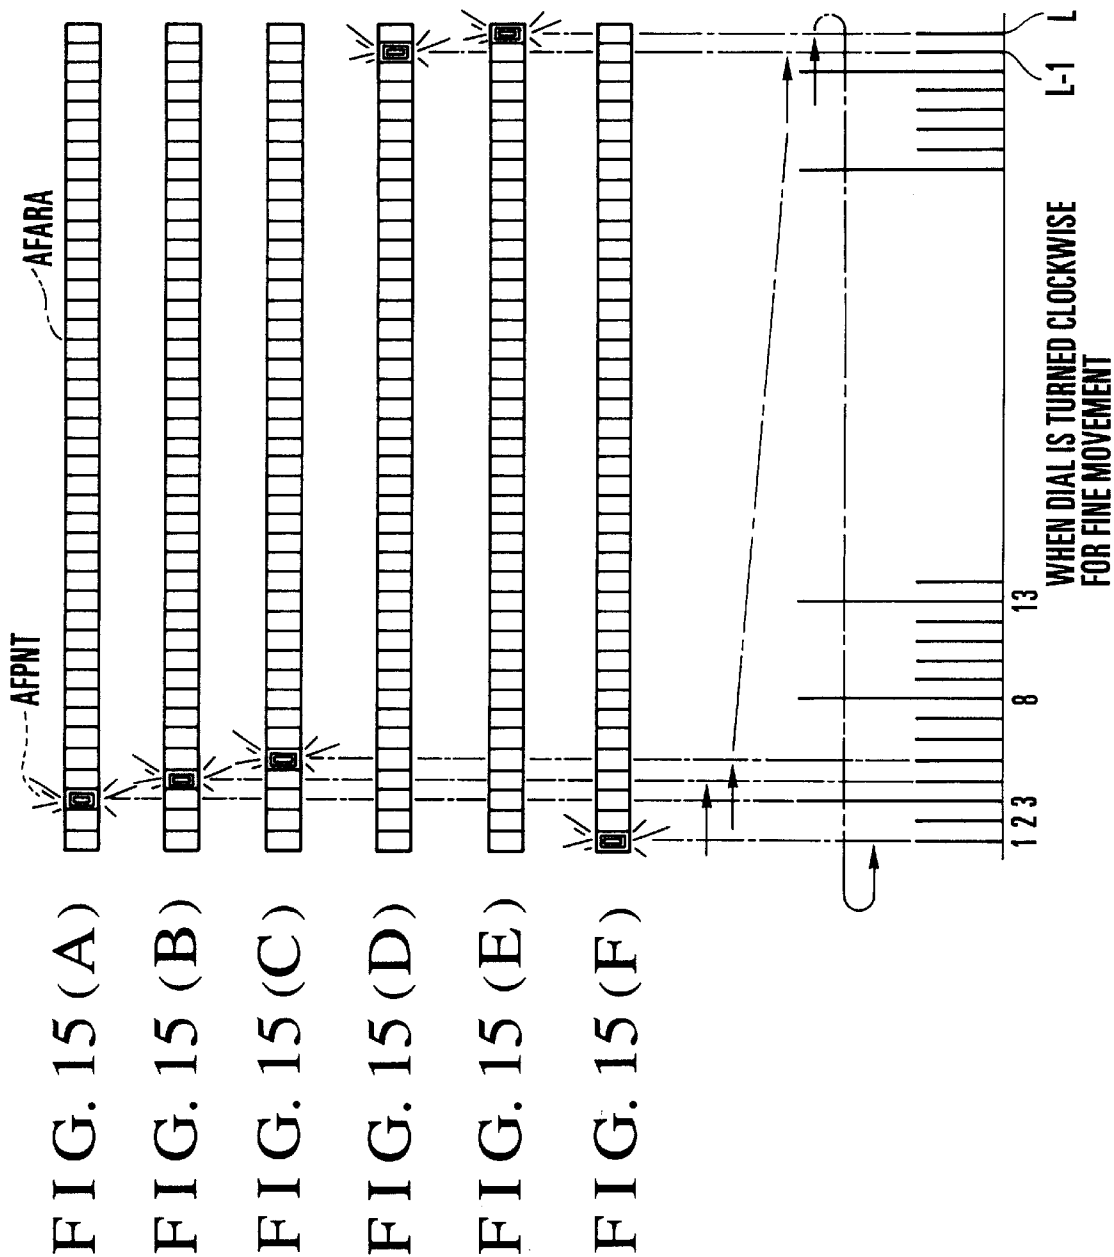 FIG. 15(A)
AFPNT
AFARA
FIG. 15(B)
FIG. 15(C)
FIG. 15(D)
FIG. 15(E)
FIG. 15(F)
1 2 3 8 13 L-1 L
WHEN DIAL IS TURNED CLOCKWISE
FOR FINE MOVEMENT